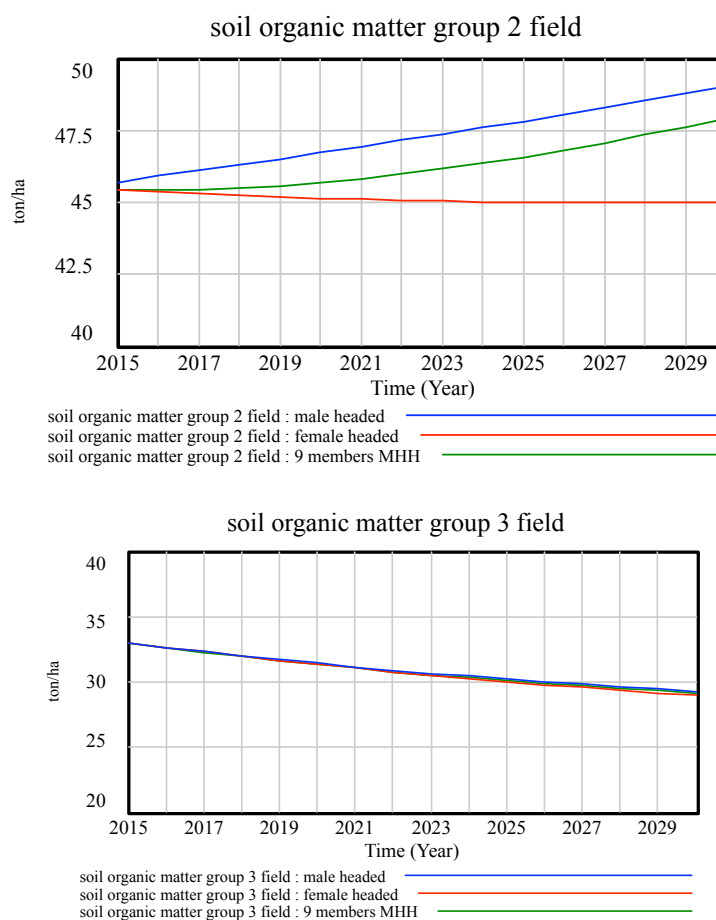 soil organic matter group 2 field
50
47.5
45
42.5
40
ton/ha
2015 2017 2019 2021 2023 2025 2027 2029
Time (Year)
soil organic matter group 2 field : male headed
soil organic matter group 2 field : female headed
soil organic matter group 2 field : 9 members MHH
soil organic matter group 3 field
40
35
30
25
20
ton/ha
2015 2017 2019 2021 2023 2025 2027 2029
Time (Year)
soil organic matter group 3 field : male headed
soil organic matter group 3 field : female headed
soil organic matter group 3 field : 9 members MHH